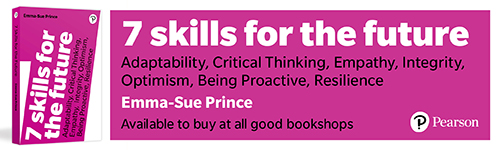 Emma-Sue Prince
7 skills for
the future
Adaptability, Critical Thinking,
Empathy, Integrity, Optimism,
Being Proactive, Resilience
7 skills for the future
Adaptability, Critical Thinking, Empathy, Integrity,
Optimism, Being Proactive, Resilience
Emma-Sue Prince
Available to buy at all good bookshops
Pearson